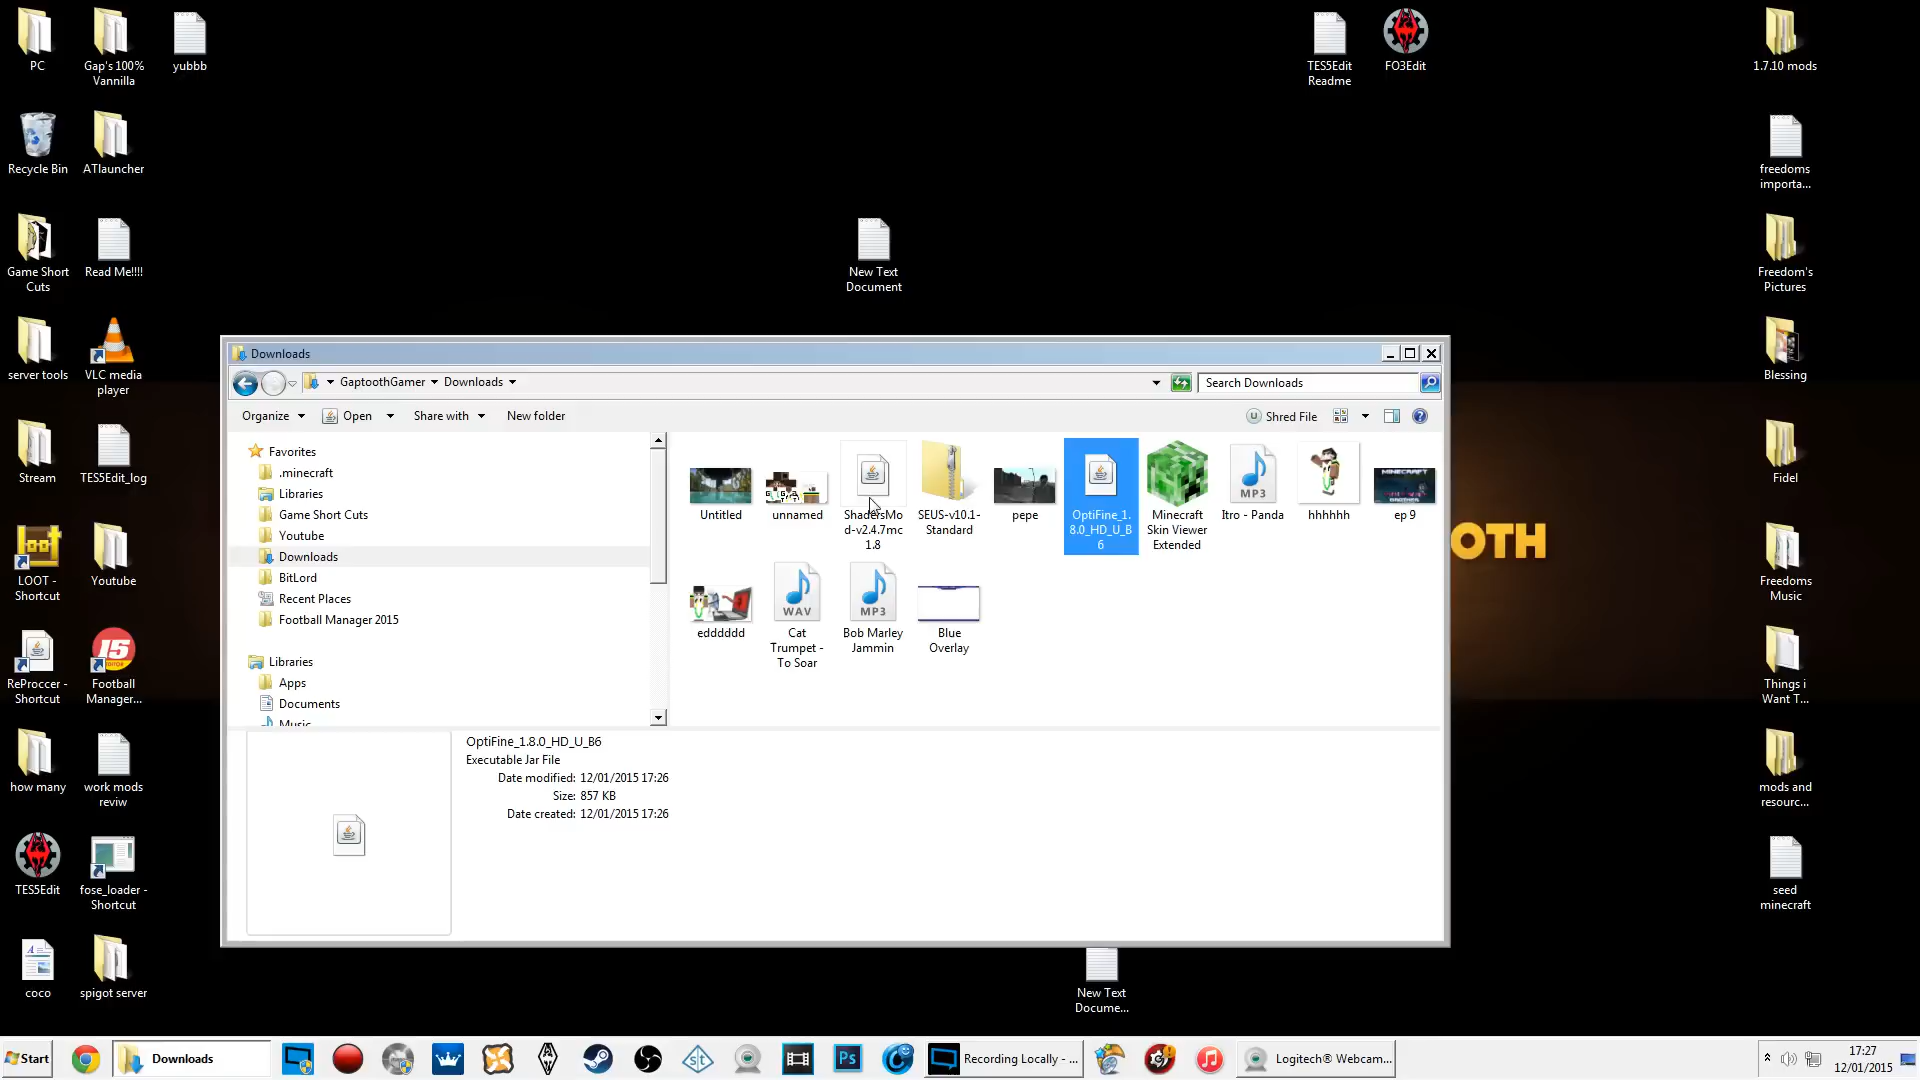 PC
Gap's 100%
Vannilla
yubbb
TES5Edit
Readme
FO3Edit
1.7.10 mods
Recycle Bin
ATlauncher
freedoms
importa...
Game Short
Cuts
Read Me!!!!
New Text
Document
Freedom's
Pictures
server tools
VLC media
player
Blessing
Stream
TES5Edit_log
Fidel
LOOT -
Shortcut
Youtube
Freedoms
Music
ReProccer -
Shortcut
15
Football
Manager...
Things i
Want T...
how many
work mods
reviw
mods and
resourc...
TES5Edit
fose_loader -
Shortcut
seed
minecraft
coco
spigot server
New Text
Docume...
OTH
Downloads
GaptoothGamer
Downloads
Search Downloads
Organize
Open
Share with
New folder
Shred File
Favorites
.minecraft
Libraries
Game Short Cuts
Youtube
Downloads
BitLord
Recent Places
Football Manager 2015
Libraries
Apps
Documents
Music
Untitled
unnamed
ShadersMo
d-v2.4.7mc
1.8
SEUS-v10.1-
Standard
pepe
OptiFine_1.
8.0_HD_U_B
6
Minecraft
Skin Viewer
Extended
MP3
Itro - Panda
hhhhhh
MINECRAFT
ep 9
edddddd
WAV
Cat
Trumpet -
To Soar
MP3
Bob Marley
Jammin
Blue
Overlay
OptiFine_1.8.0_HD_U_B6
Executable Jar File
Date modified: 12/01/2015 17:26
Size: 857 KB
Date created: 12/01/2015 17:26
Start
Downloads
Ps
Recording Locally - ...
Logitech® Webcam...
17:27
12/01/2015